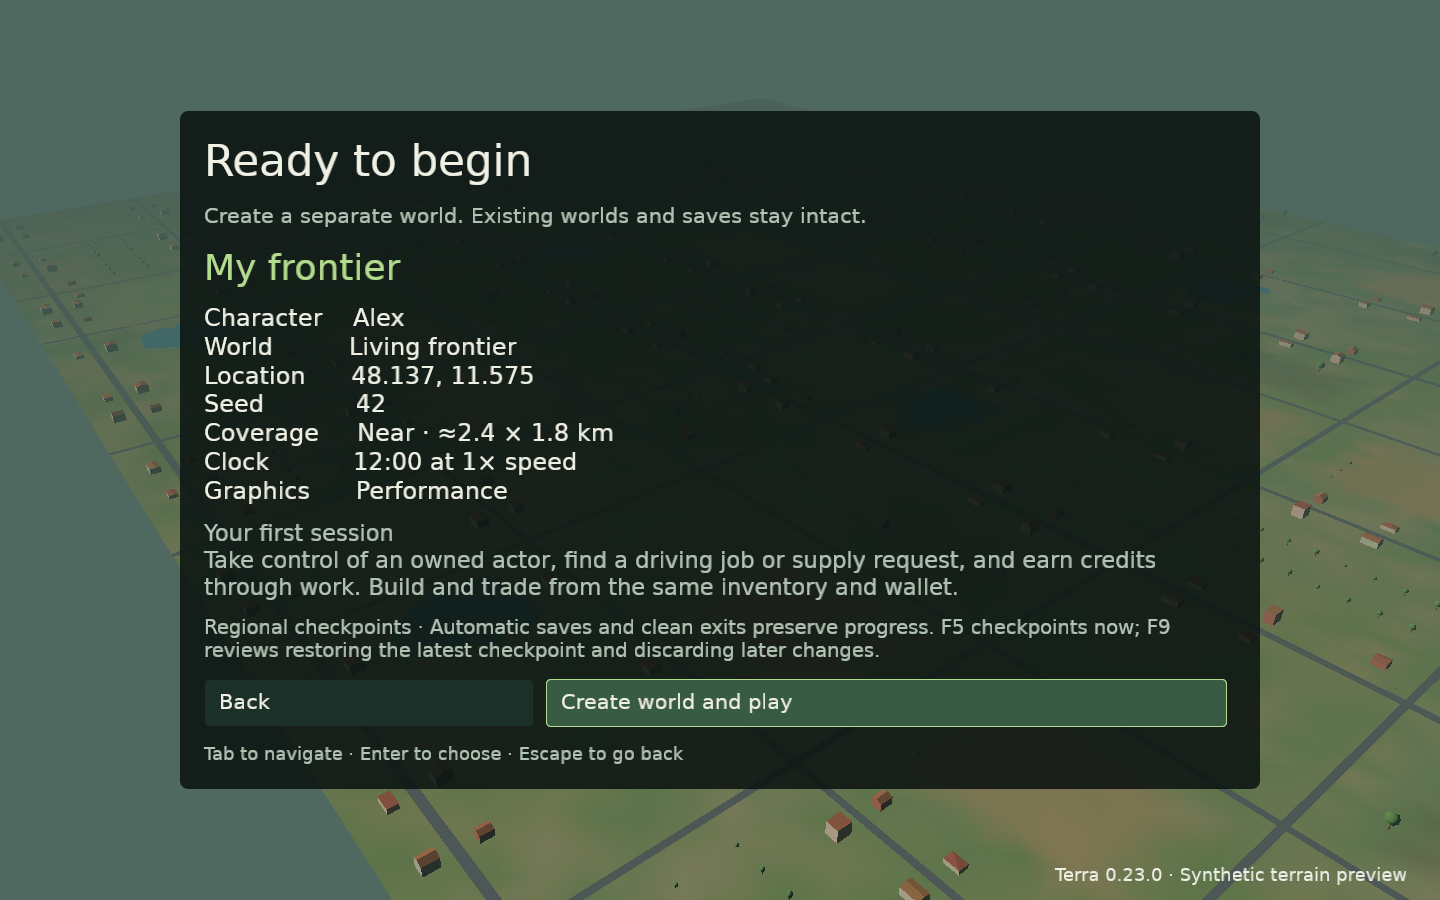 Ready to begin
Create a separate world. Existing worlds and saves stay intact.
My frontier
Character Alex
World Living frontier
Location 48.137, 11.575
Seed 42
Coverage Near · ≈2.4 × 1.8 km
Clock 12:00 at 1× speed
Graphics Performance
Your first session
Take control of an owned actor, find a driving job or supply request, and earn credits
through work. Build and trade from the same inventory and wallet.
Regional checkpoints · Automatic saves and clean exits preserve progress. F5 checkpoints now; F9
reviews restoring the latest checkpoint and discarding later changes.
Back
Create world and play
Tab to navigate · Enter to choose · Escape to go back
Terra 0.23.0 · Synthetic terrain preview